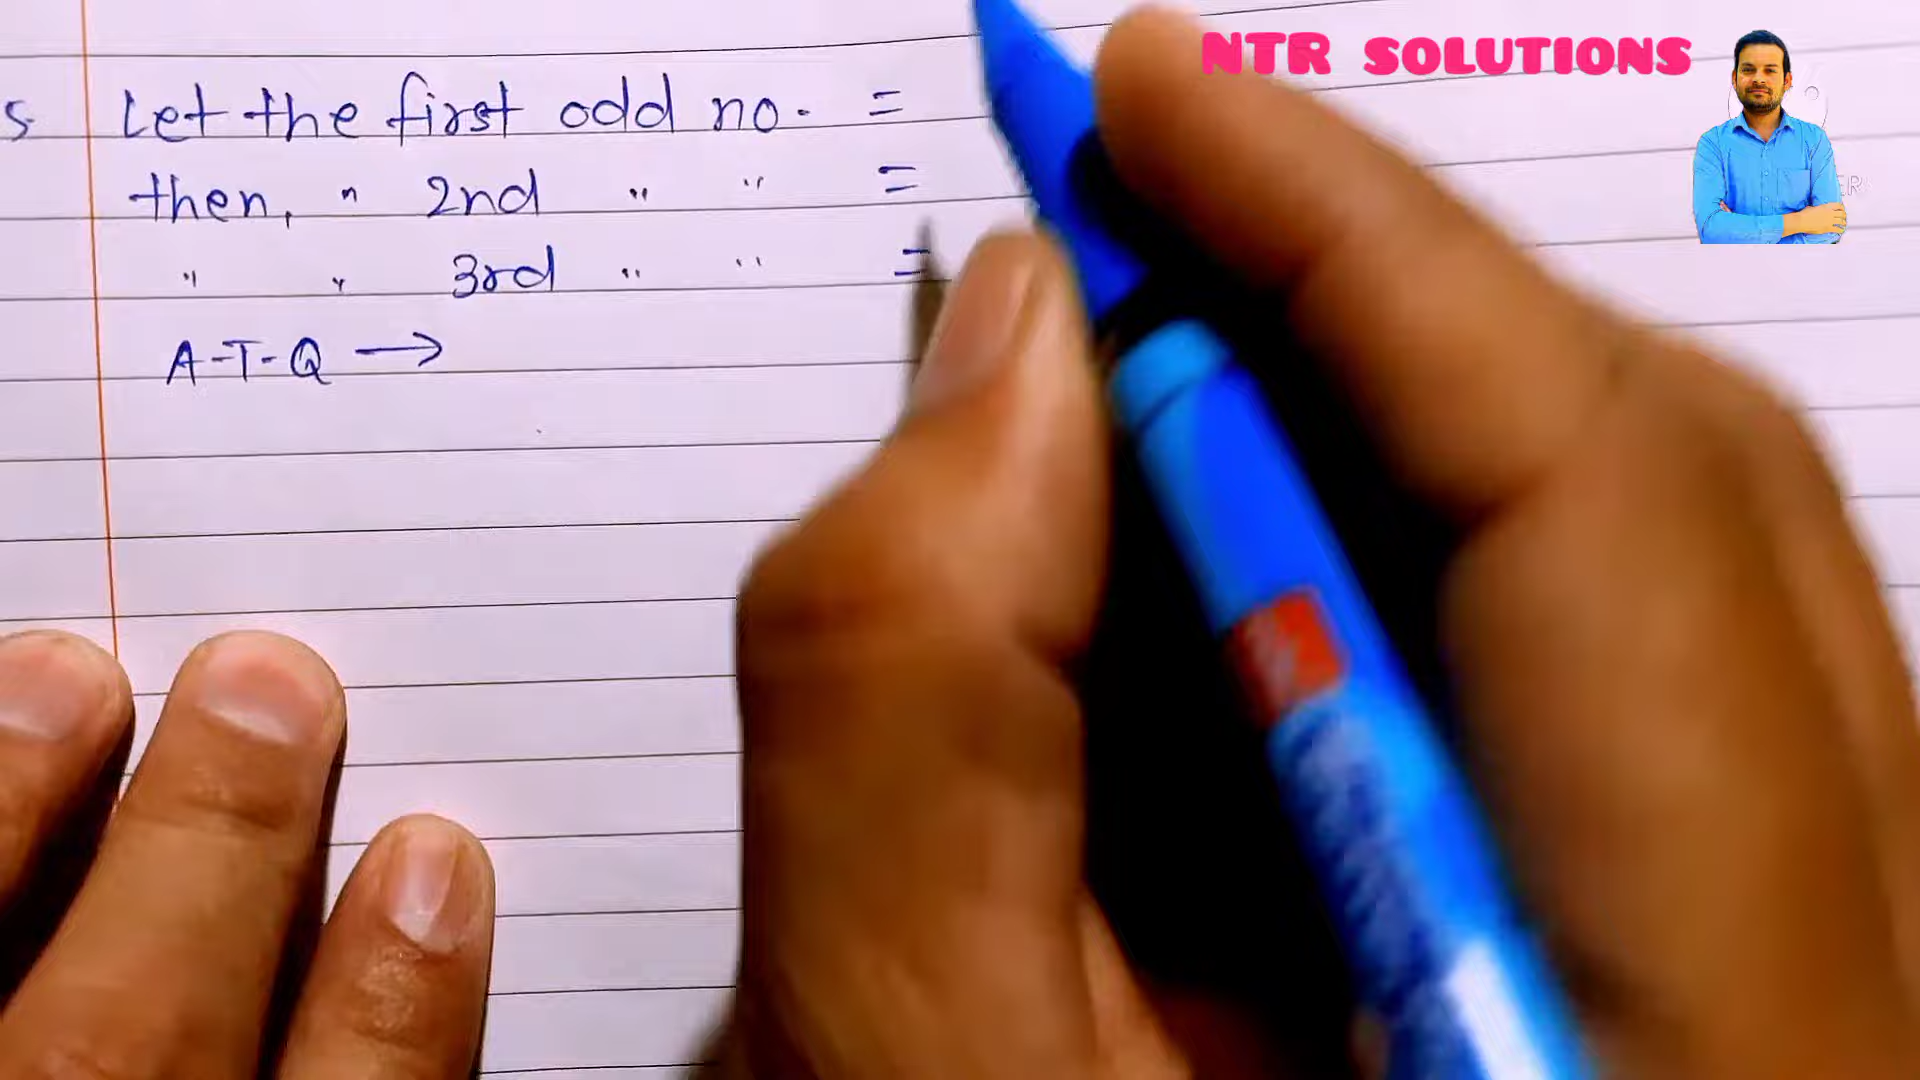 NTR SOLUTIONS
s. Let the first odd no. =
then, " 2nd " " =
" " 3rd " " =
A-T-Q →